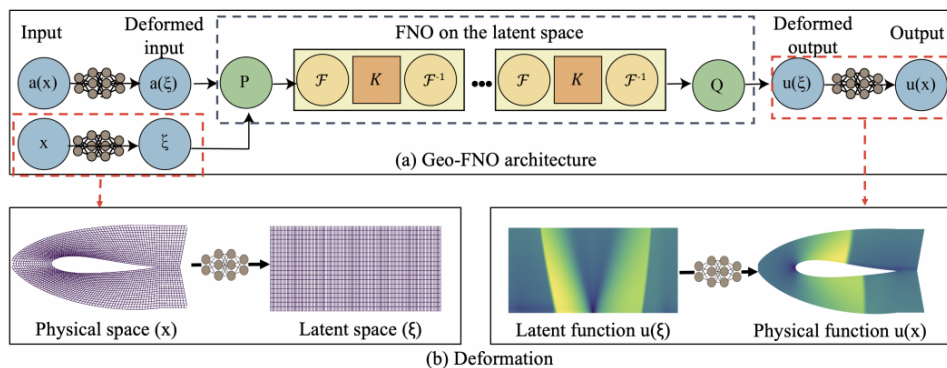 Input
Deformed
input
FNO on the latent space
Deformed
output
Output
a(x)
a(ξ)
P
ℱ
K
ℱ⁻¹
•••
ℱ
K
ℱ⁻¹
Q
u(ξ)
u(x)
x
ξ
(a) Geo-FNO architecture
Physical space (x)
Latent space (ξ)
Latent function u(ξ)
Physical function u(x)
(b) Deformation